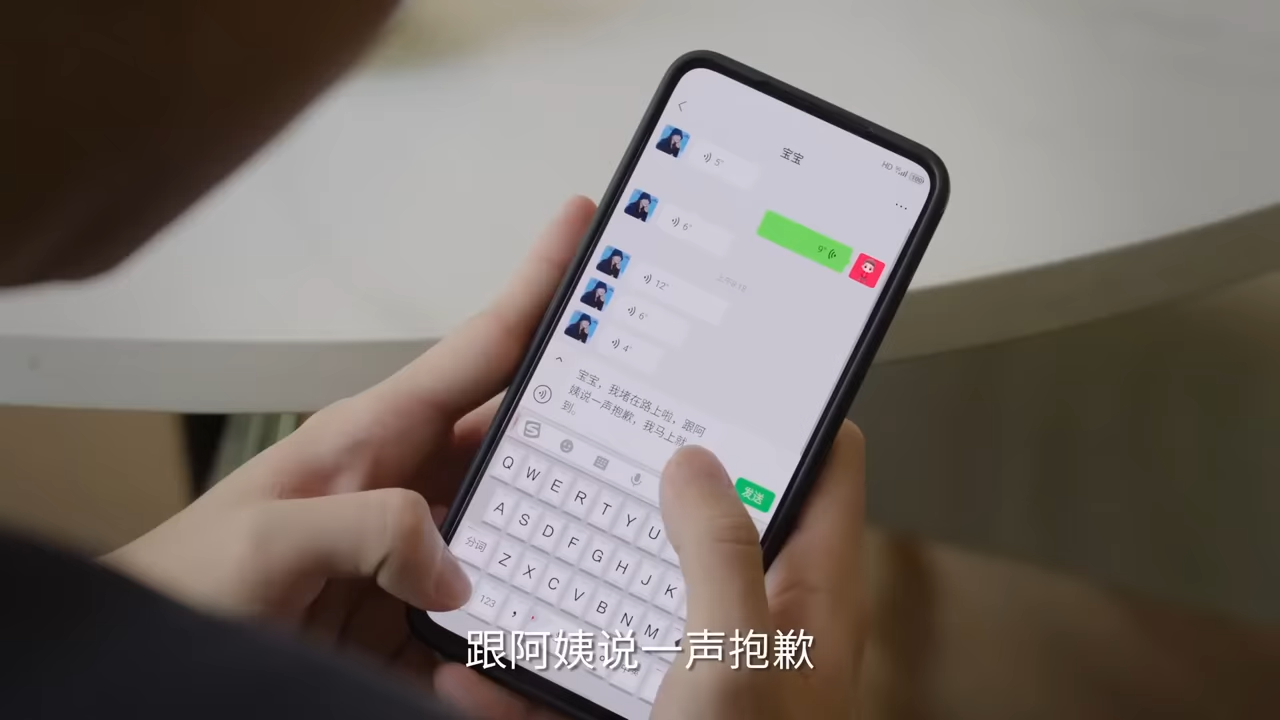 宝宝
HD
5"
6"
9"
12"
6"
4"
宝宝，我堵在路上啦，跟阿
姨说一声抱歉，我马上就
到。
发送
Q W E R T Y U
A S D F G H J K
分词 Z X C V B N M
123 ，
跟阿姨说一声抱歉